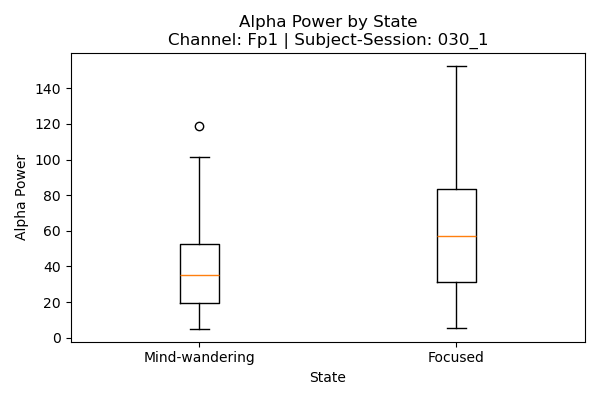 Alpha Power by State
Channel: Fp1 | Subject-Session: 030_1
Alpha Power
140
120
100
80
60
40
20
0
Mind-wandering
Focused
State